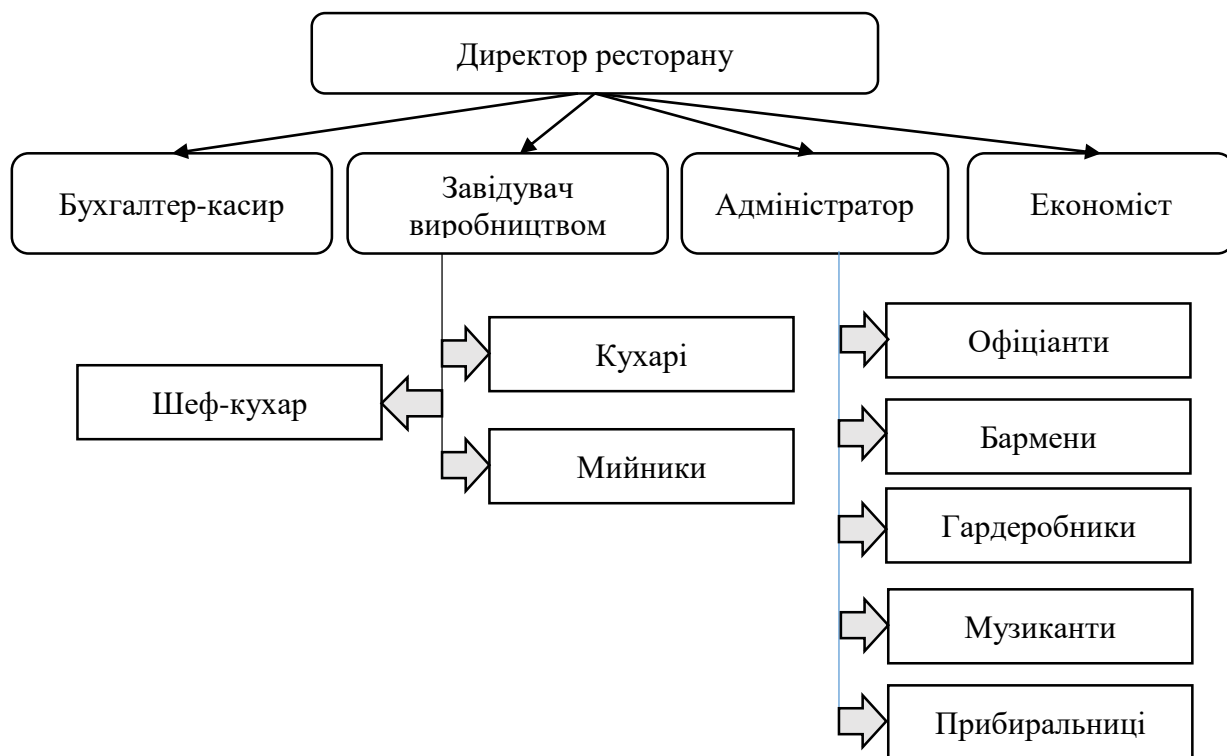 Директор ресторану
Бухгалтер-касир
Завідувач
виробництвом
Адміністратор
Економіст
Кухарі
Шеф-кухар
Мийники
Офіціанти
Бармени
Гардеробники
Музиканти
Прибиральниці